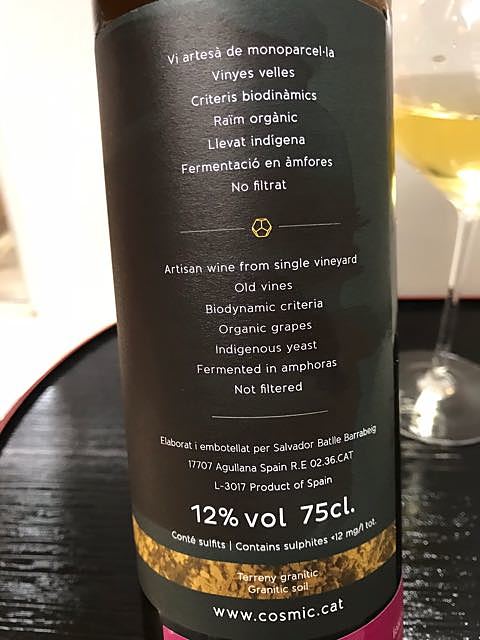 Vi artesà de monoparcel·la
Vinyes velles
Criteris biodinàmics
Raïm orgànic
Llevat indígena
Fermentació en àmfores
No filtrat
Artisan wine from single vineyard
Old vines
Biodynamic criteria
Organic grapes
Indigenous yeast
Fermented in amphoras
Not filtered
Elaborat i embotellat per Salvador Batlle Barrabeig
17707 Agullana Spain R.E 02.36.CAT
L-3017 Product of Spain
12% vol 75cl.
Conté sulfits | Contains sulphites <12 mg/l tot.
Terreny granític
Granitic soil
www.cosmic.cat